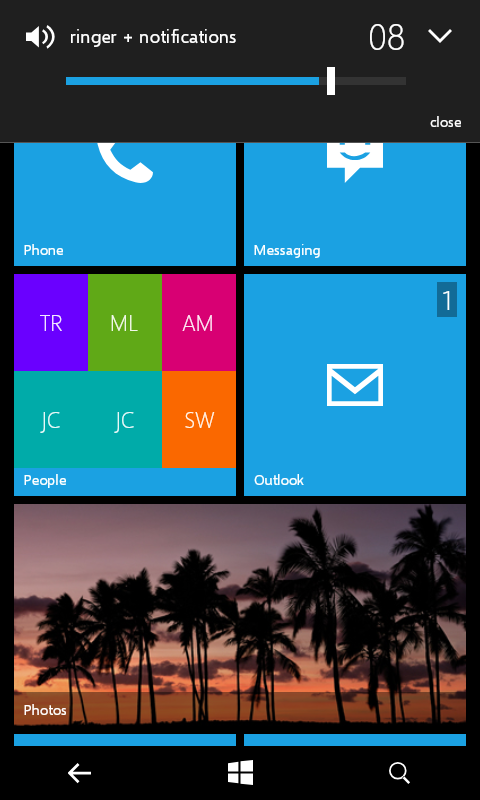 ringer + notifications 08
close
Phone
Messaging
TR ML AM
1
JC JC SW
People
Outlook
Photos